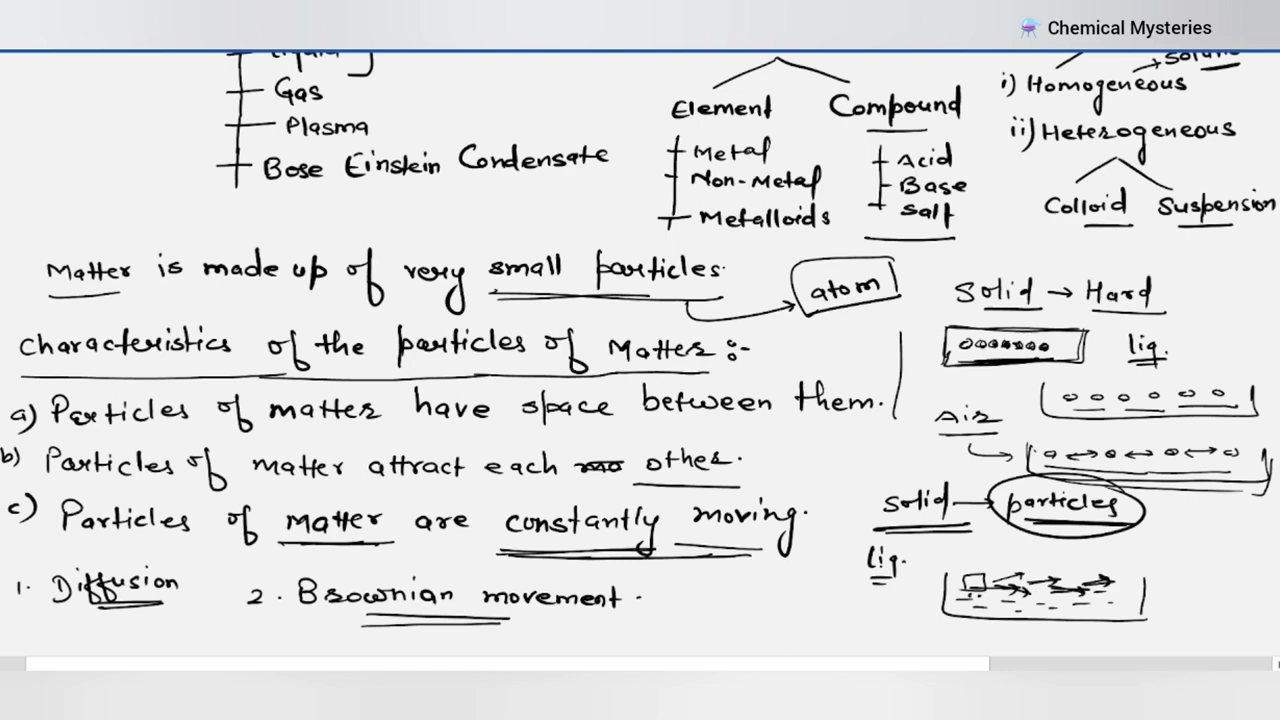 Chemical Mysteries
Liquid
Gas
Plasma
Bose Einstein Condensate
Element
Metal
Non-Metal
Metalloids
Compound
Acid
Base
Salt
i) Homogeneous
ii) Heterogeneous
Colloid Suspension
Matter is made up of very small particles.
atom
Characteristics of the particles of Matter :-
a) Particles of matter have space between them.
b) Particles of matter attract each other.
c) Particles of matter are constantly moving.
1. Diffusion 2. Brownian movement.
Solid → Hard
liq.
Air
Solid → particles
liq.